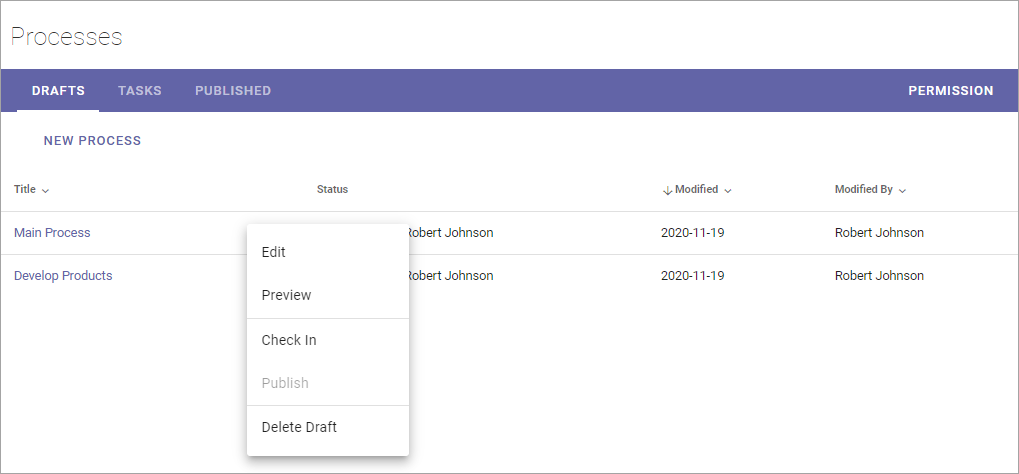 Processes
DRAFTS TASKS PUBLISHED PERMISSION
NEW PROCESS
Title Status Modified Modified By
Main Process Robert Johnson 2020-11-19 Robert Johnson
Edit
Develop Products Robert Johnson 2020-11-19 Robert Johnson
Preview
Check In
Publish
Delete Draft